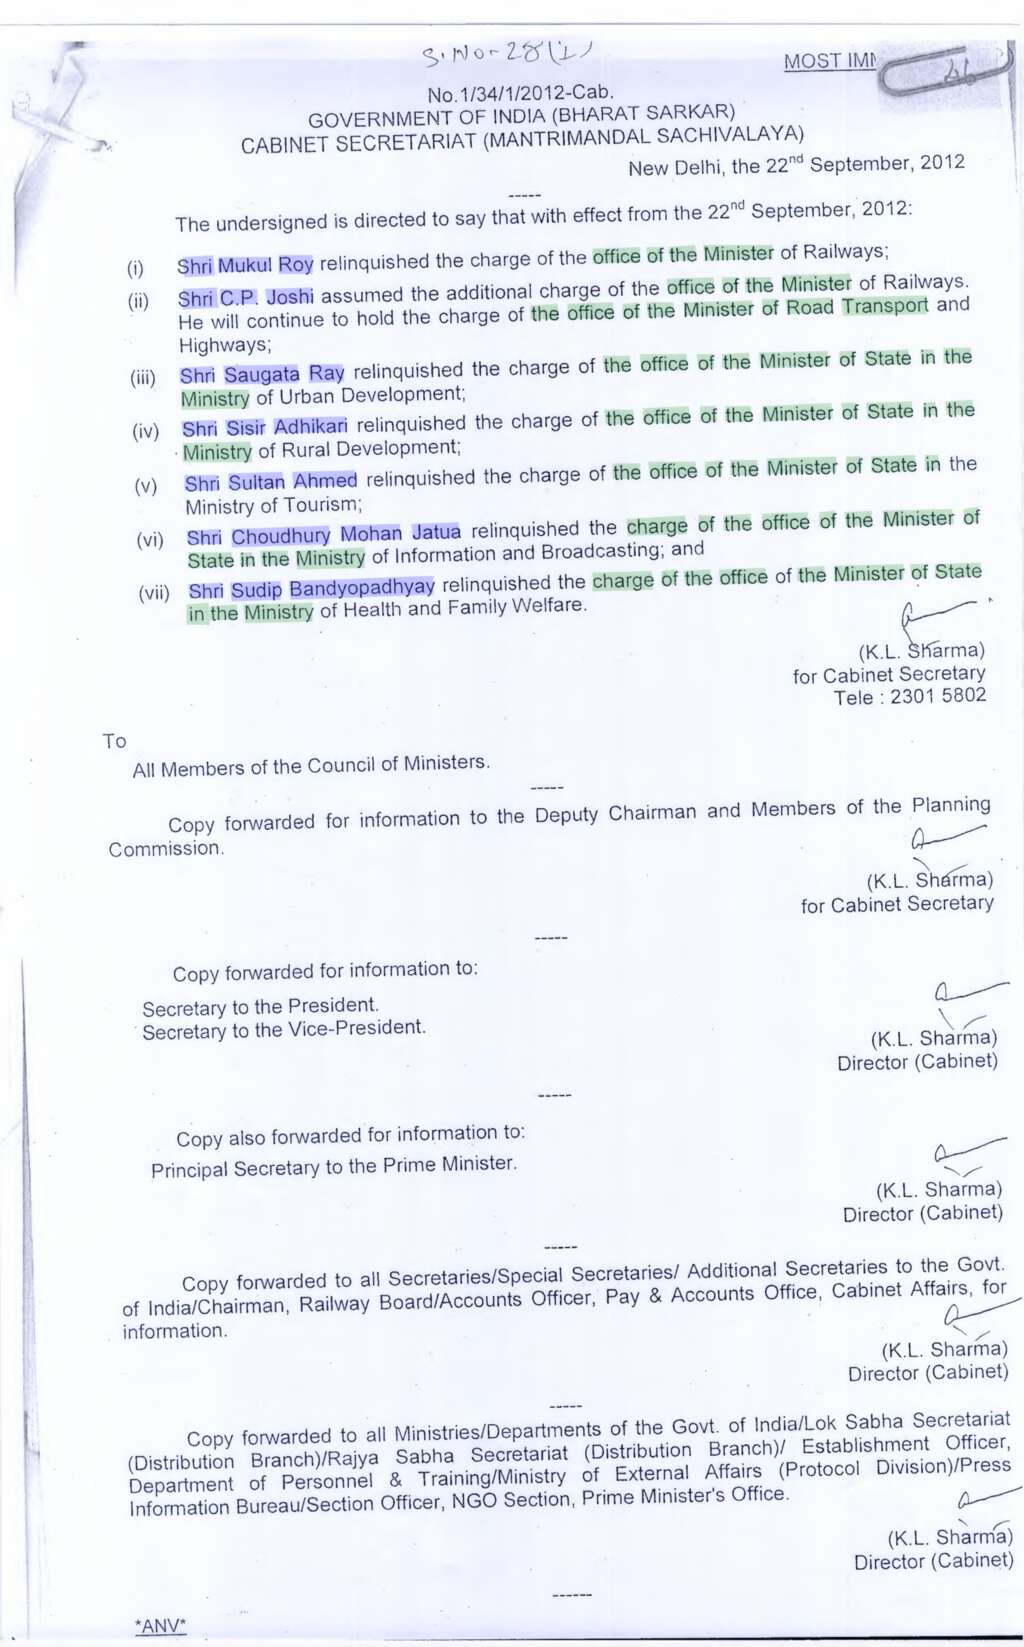 S.No-28(1)
MOST IM
No.1/34/1/2012-Cab.
GOVERNMENT OF INDIA (BHARAT SARKAR)
CABINET SECRETARIAT (MANTRIMANDAL SACHIVALAYA)
New Delhi, the 22nd September, 2012
-----
The undersigned is directed to say that with effect from the 22nd September, 2012:
(i) Shri Mukul Roy relinquished the charge of the office of the Minister of Railways;
(ii) Shri C.P. Joshi assumed the additional charge of the office of the Minister of Railways.
He will continue to hold the charge of the office of the Minister of Road Transport and
Highways;
(iii) Shri Saugata Ray relinquished the charge of the office of the Minister of State in the
Ministry of Urban Development;
(iv) Shri Sisir Adhikari relinquished the charge of the office of the Minister of State in the
Ministry of Rural Development;
(v) Shri Sultan Ahmed relinquished the charge of the office of the Minister of State in the
Ministry of Tourism;
(vi) Shri Choudhury Mohan Jatua relinquished the charge of the office of the Minister of
State in the Ministry of Information and Broadcasting; and
(vii) Shri Sudip Bandyopadhyay relinquished the charge of the office of the Minister of State
in the Ministry of Health and Family Welfare.
(K.L. Sharma)
for Cabinet Secretary
Tele : 2301 5802
To
All Members of the Council of Ministers.
-----
Copy forwarded for information to the Deputy Chairman and Members of the Planning
Commission.
(K.L. Sharma)
for Cabinet Secretary
-----
Copy forwarded for information to:
Secretary to the President.
Secretary to the Vice-President.
(K.L. Sharma)
Director (Cabinet)
-----
Copy also forwarded for information to:
Principal Secretary to the Prime Minister.
(K.L. Sharma)
Director (Cabinet)
-----
Copy forwarded to all Secretaries/Special Secretaries/ Additional Secretaries to the Govt.
of India/Chairman, Railway Board/Accounts Officer, Pay & Accounts Office, Cabinet Affairs, for
information.
(K.L. Sharma)
Director (Cabinet)
-----
Copy forwarded to all Ministries/Departments of the Govt. of India/Lok Sabha Secretariat
(Distribution Branch)/Rajya Sabha Secretariat (Distribution Branch)/ Establishment Officer,
Department of Personnel & Training/Ministry of External Affairs (Protocol Division)/Press
Information Bureau/Section Officer, NGO Section, Prime Minister's Office.
(K.L. Sharma)
Director (Cabinet)
------
*ANV*